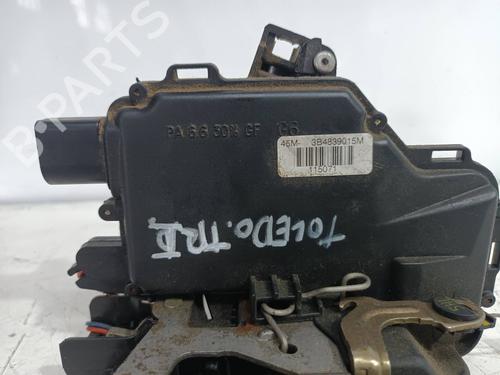 B-PARTS
PA 6.6 30% GF
46M- 3B4839015M
115071
TOLEDO.TR.